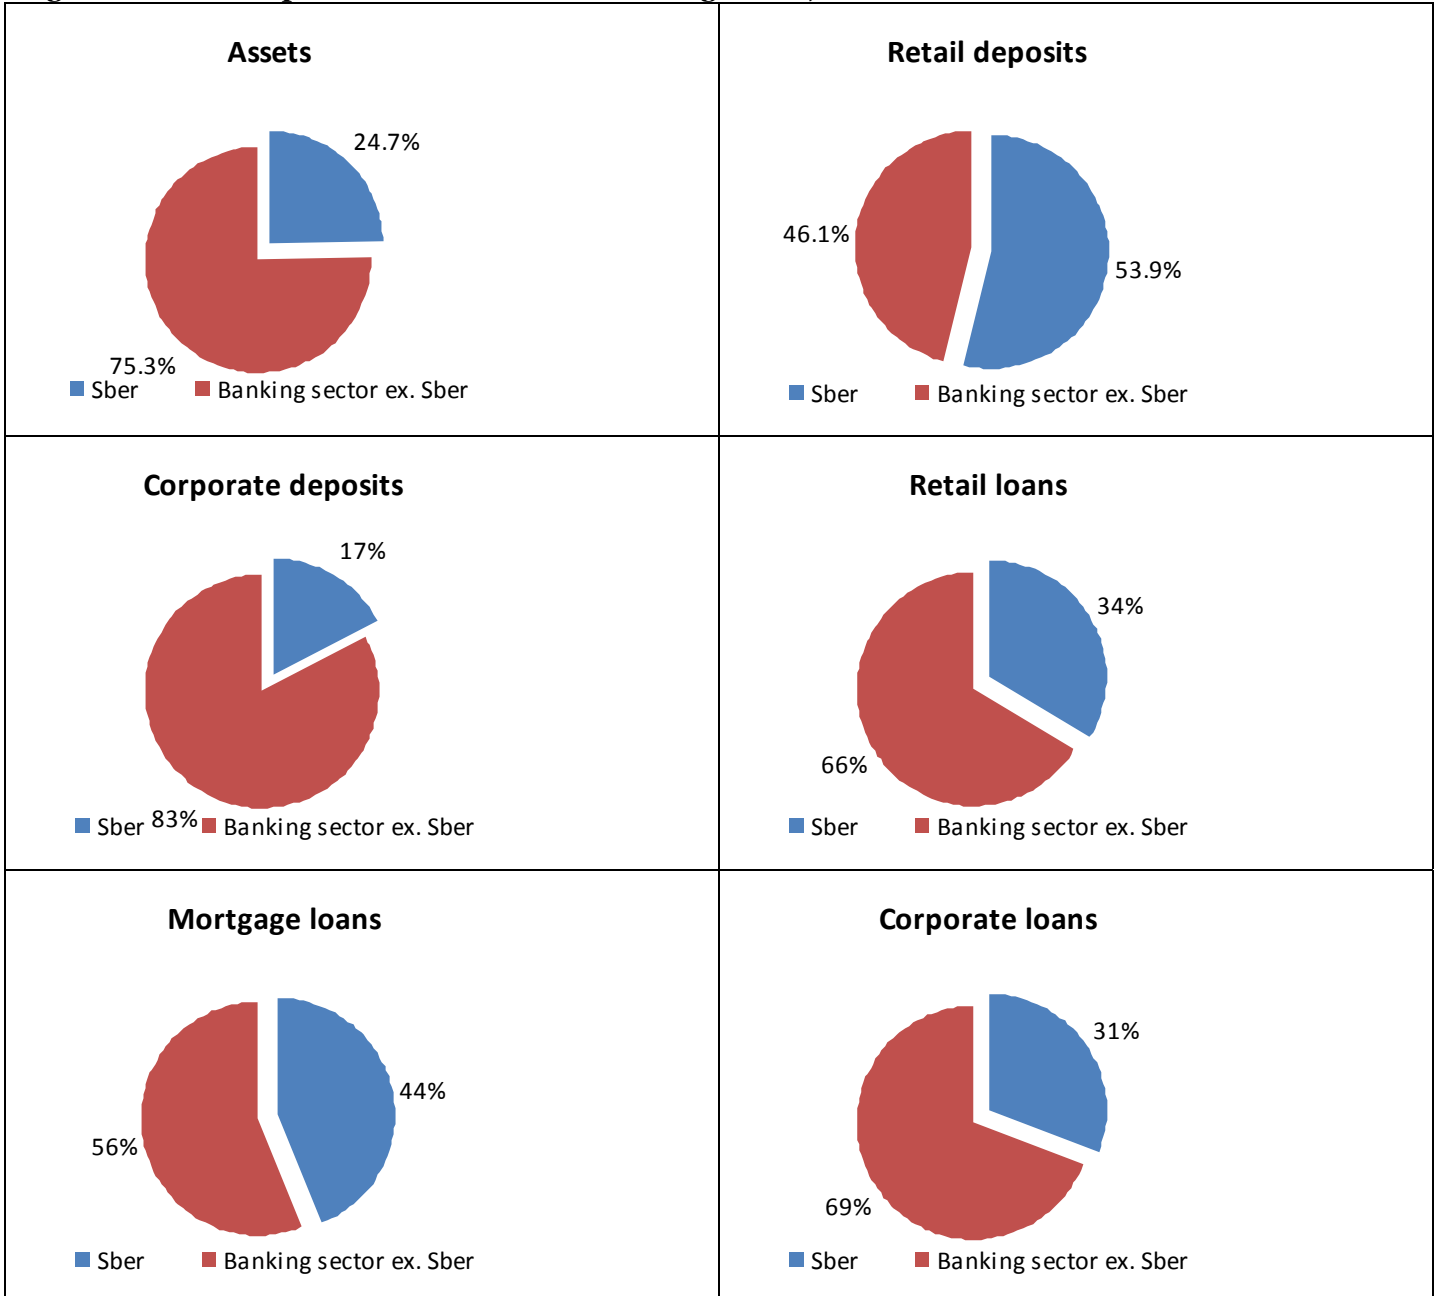 Assets
24.7%
75.3%
Sber Banking sector ex. Sber
Retail deposits
46.1%
53.9%
Sber Banking sector ex. Sber
Corporate deposits
17%
83%
Sber Banking sector ex. Sber
Retail loans
34%
66%
Sber Banking sector ex. Sber
Mortgage loans
44%
56%
Sber Banking sector ex. Sber
Corporate loans
31%
69%
Sber Banking sector ex. Sber